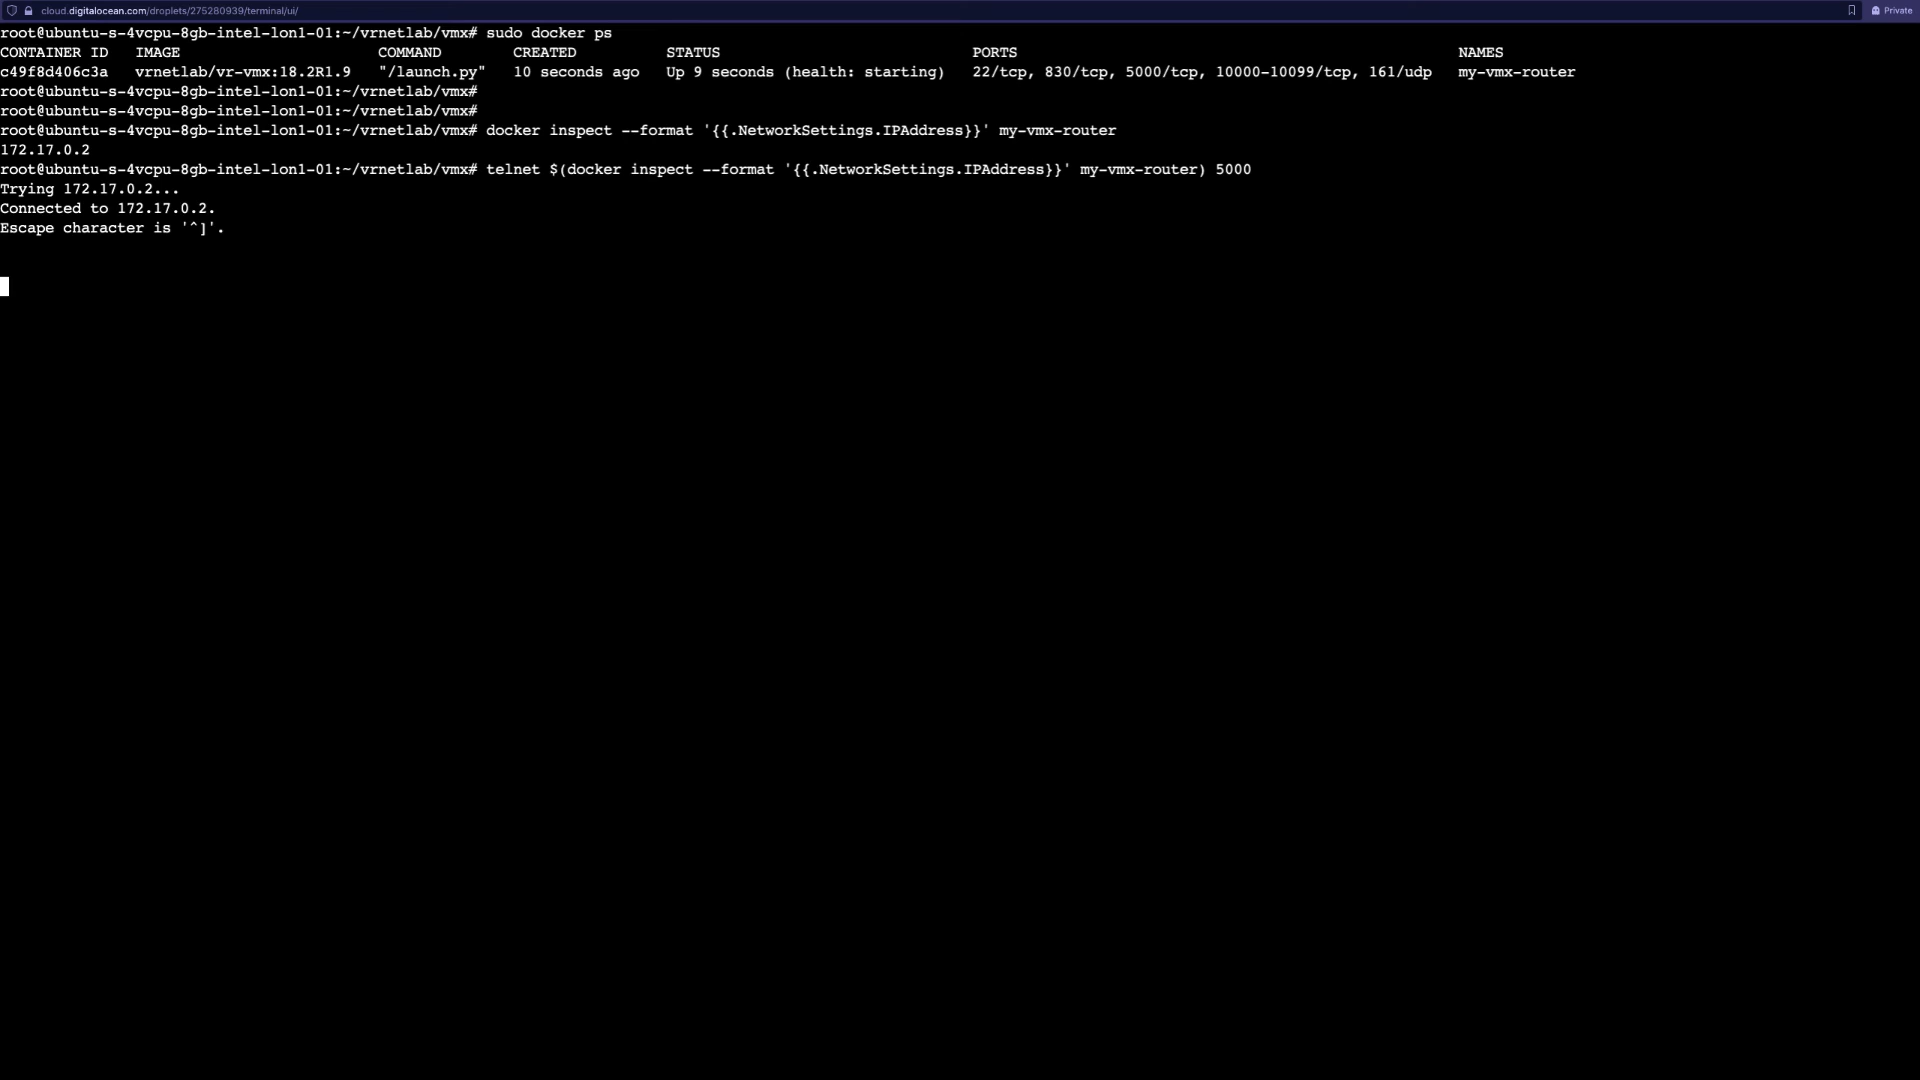 cloud.digitalocean.com/droplets/275280939/terminal/ui/ Private
root@ubuntu-s-4vcpu-8gb-intel-lon1-01:~/vrnetlab/vmx# sudo docker ps
CONTAINER ID   IMAGE                      COMMAND        CREATED          STATUS                            PORTS                                                 NAMES
c49f8d406c3a   vrnetlab/vr-vmx:18.2R1.9   "/launch.py"   10 seconds ago   Up 9 seconds (health: starting)   22/tcp, 830/tcp, 5000/tcp, 10000-10099/tcp, 161/udp   my-vmx-router
root@ubuntu-s-4vcpu-8gb-intel-lon1-01:~/vrnetlab/vmx#
root@ubuntu-s-4vcpu-8gb-intel-lon1-01:~/vrnetlab/vmx#
root@ubuntu-s-4vcpu-8gb-intel-lon1-01:~/vrnetlab/vmx# docker inspect --format '{{.NetworkSettings.IPAddress}}' my-vmx-router
172.17.0.2
root@ubuntu-s-4vcpu-8gb-intel-lon1-01:~/vrnetlab/vmx# telnet $(docker inspect --format '{{.NetworkSettings.IPAddress}}' my-vmx-router) 5000
Trying 172.17.0.2...
Connected to 172.17.0.2.
Escape character is '^]'.